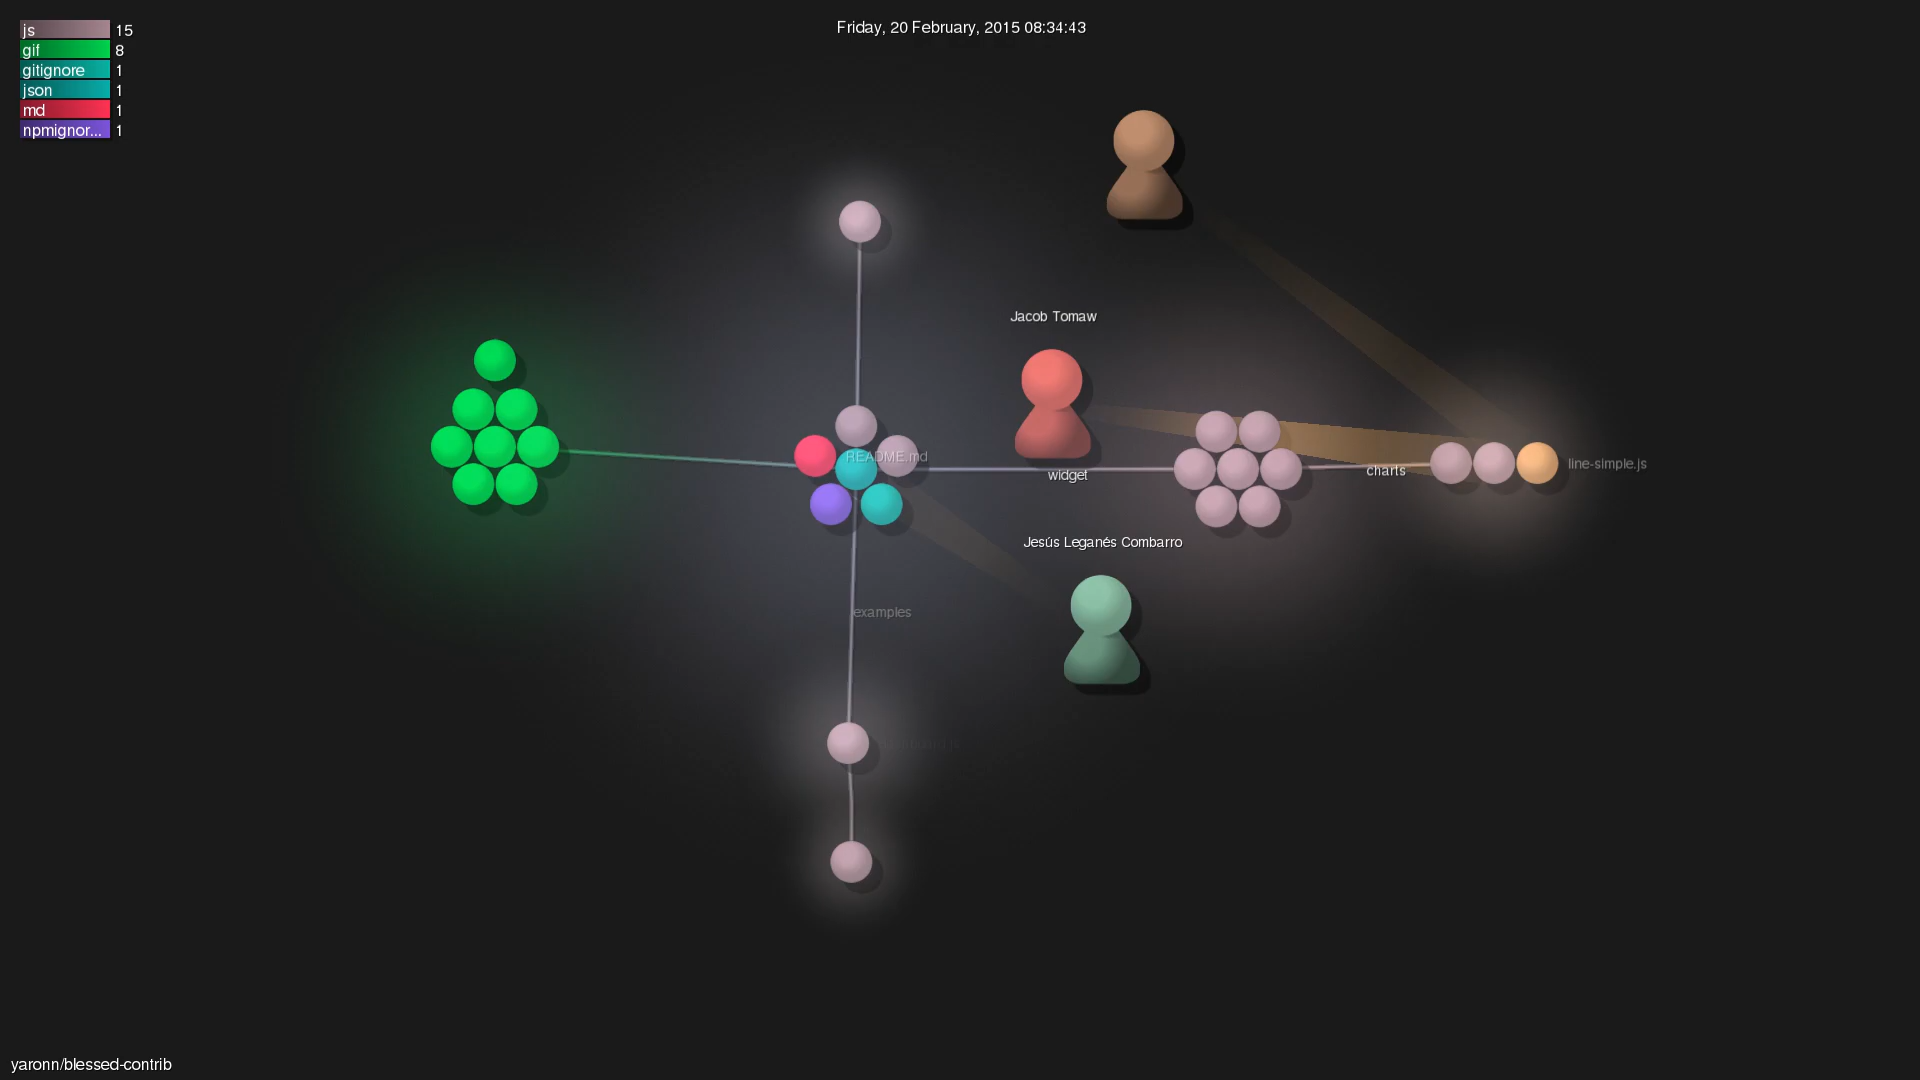 Friday, 20 February, 2015 08:34:43
js 15
gif 8
gitignore 1
json 1
md 1
npmignor... 1
Jacob Tomaw
README.md
widget
charts
line-simple.js
Jesús Leganés Combarro
examples
yaronn/blessed-contrib